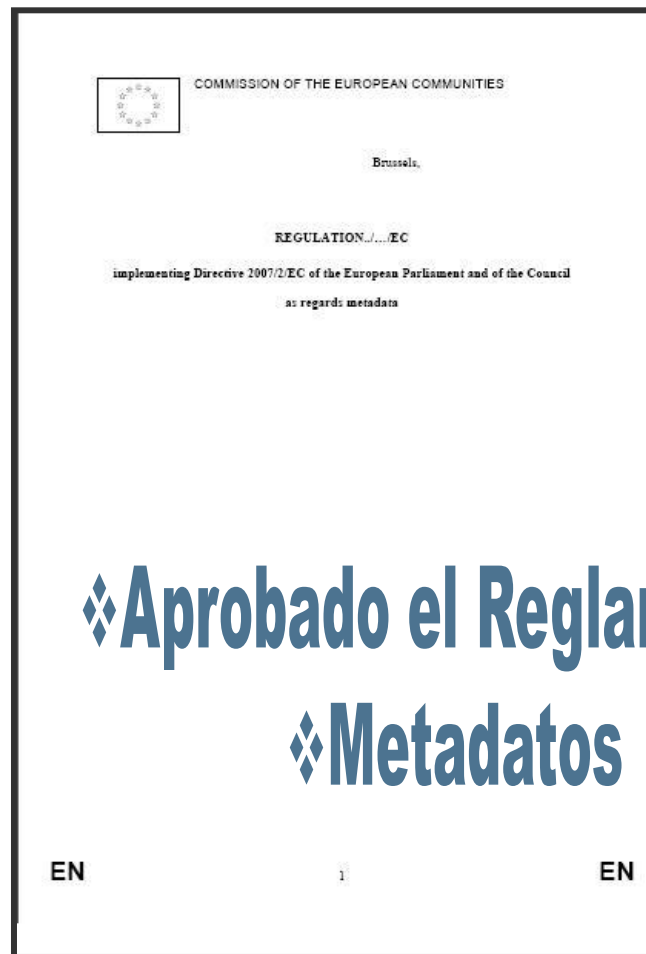 COMMISSION OF THE EUROPEAN COMMUNITIES
Brussels,
REGULATION../…/EC
implementing Directive 2007/2/EC of the European Parliament and of the Council
as regards metadata
❖Aprobado el
❖Metadatos
EN 1 EN